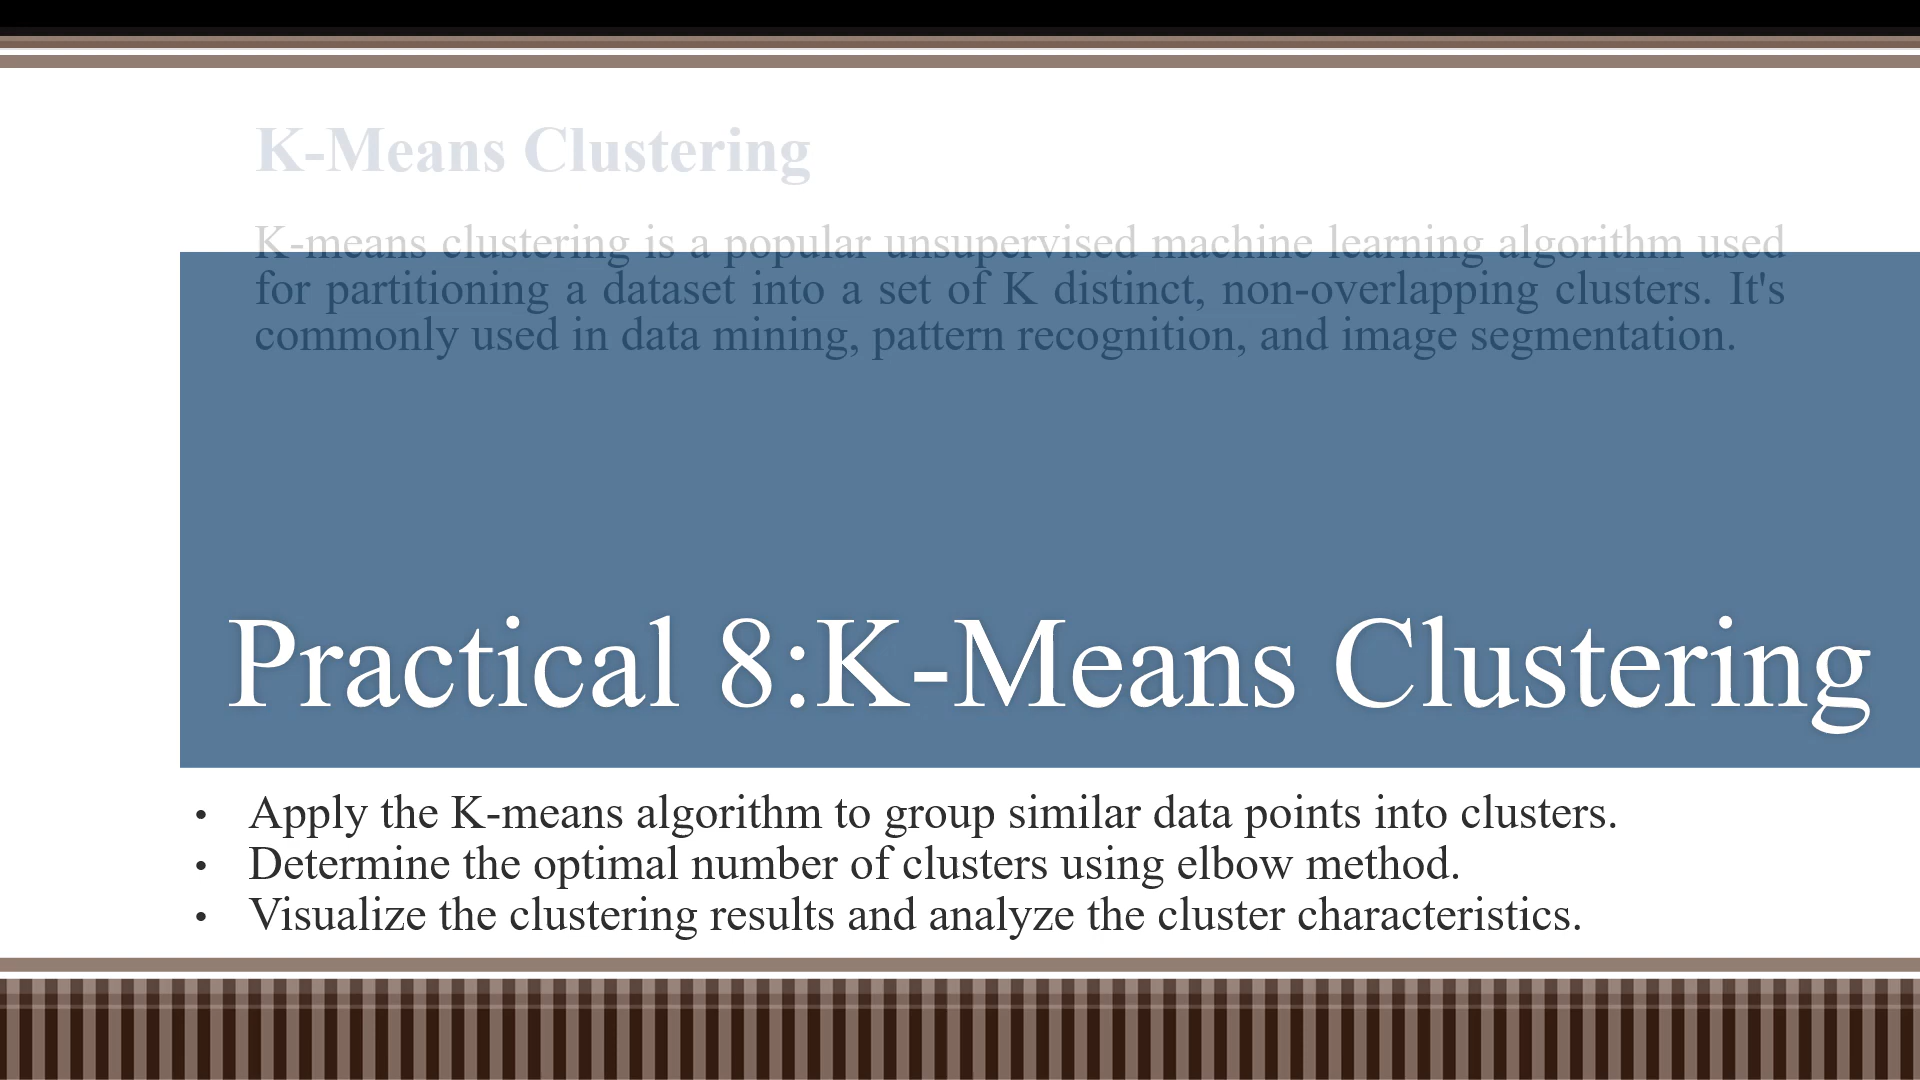 K-Means Clustering
K-means clustering is a popular unsupervised machine learning algorithm used
for partitioning a dataset into a set of K distinct, non-overlapping clusters. It's
commonly used in data mining, pattern recognition, and image segmentation.
Practical 8:K-Means Clustering
• Apply the K-means algorithm to group similar data points into clusters.
• Determine the optimal number of clusters using elbow method.
• Visualize the clustering results and analyze the cluster characteristics.